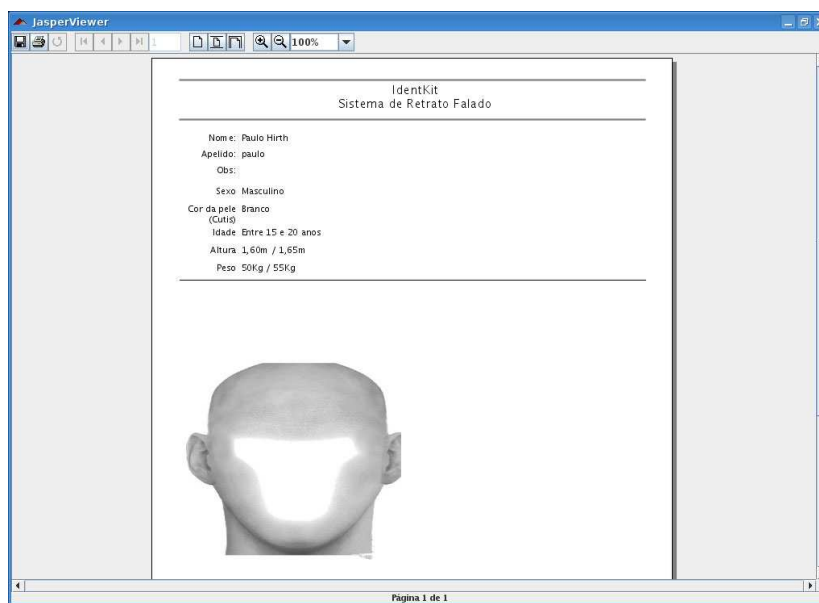 JasperViewer
1
100%
IdentKit
Sistema de Retrato Falado
Nome: Paulo Hirth
Apelido: paulo
Obs:
Sexo Masculino
Cor da pele Branco
(Cutis)
Idade Entre 15 e 20 anos
Altura 1,60m / 1,65m
Peso 50Kg / 55Kg
Página 1 de 1